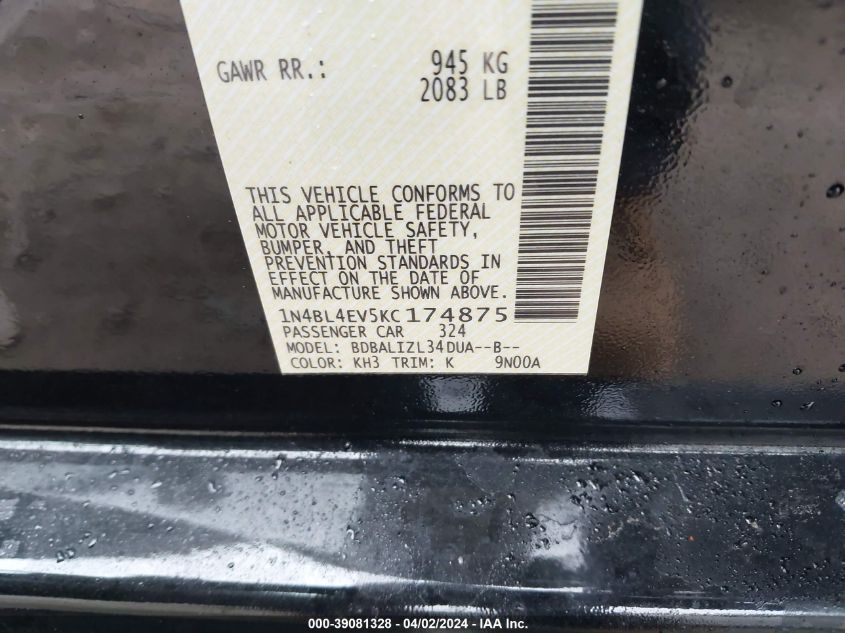 GAWR RR.: 945 KG
2083 LB
THIS VEHICLE CONFORMS TO
ALL APPLICABLE FEDERAL
MOTOR VEHICLE SAFETY,
BUMPER, AND THEFT
PREVENTION STANDARDS IN
EFFECT ON THE DATE OF
MANUFACTURE SHOWN ABOVE.
1N4BL4EV5KC174875
PASSENGER CAR 324
MODEL: BDBALIZL34DUA--B--
COLOR: KH3 TRIM: K 9N00A
000-39081328 - 04/02/2024 - IAA Inc.